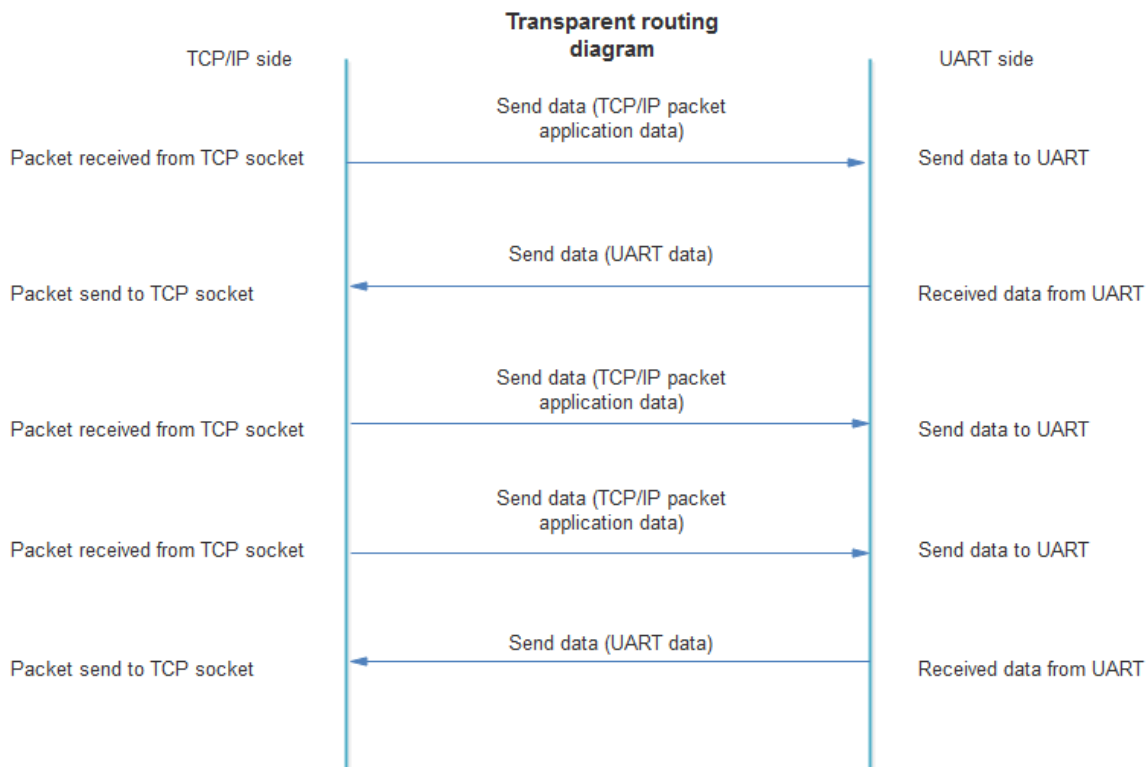 Transparent routing
diagram
TCP/IP side
UART side
Send data (TCP/IP packet
application data)
Packet received from TCP socket
Send data to UART
Send data (UART data)
Packet send to TCP socket
Received data from UART
Send data (TCP/IP packet
application data)
Packet received from TCP socket
Send data to UART
Send data (TCP/IP packet
application data)
Packet received from TCP socket
Send data to UART
Send data (UART data)
Packet send to TCP socket
Received data from UART